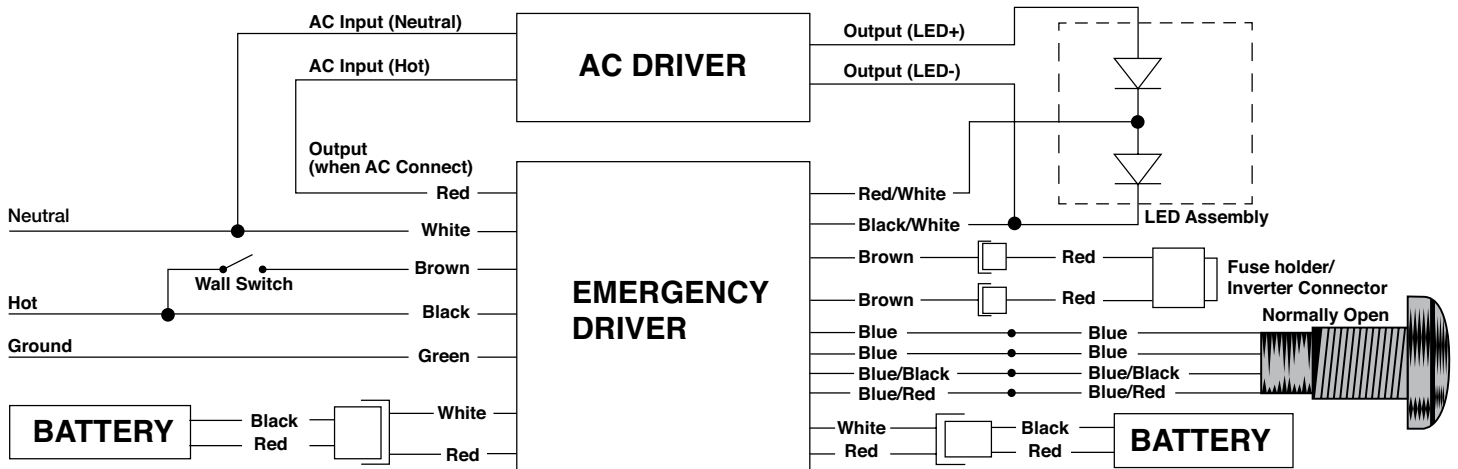 AC Input (Neutral)
AC Input (Hot)
AC DRIVER
Output (LED+)
Output (LED-)
Output
(when AC Connect)
Red
Neutral
White
Wall Switch
Brown
Hot
Black
Ground
Green
BATTERY
Black
Red
White
Red
EMERGENCY
DRIVER
Red/White
Black/White
LED Assembly
Brown
Red
Brown
Red
Fuse holder/
Inverter Connector
Normally Open
Blue
Blue
Blue
Blue
Blue/Black
Blue/Black
Blue/Red
Blue/Red
White
Black
Red
Red
BATTERY